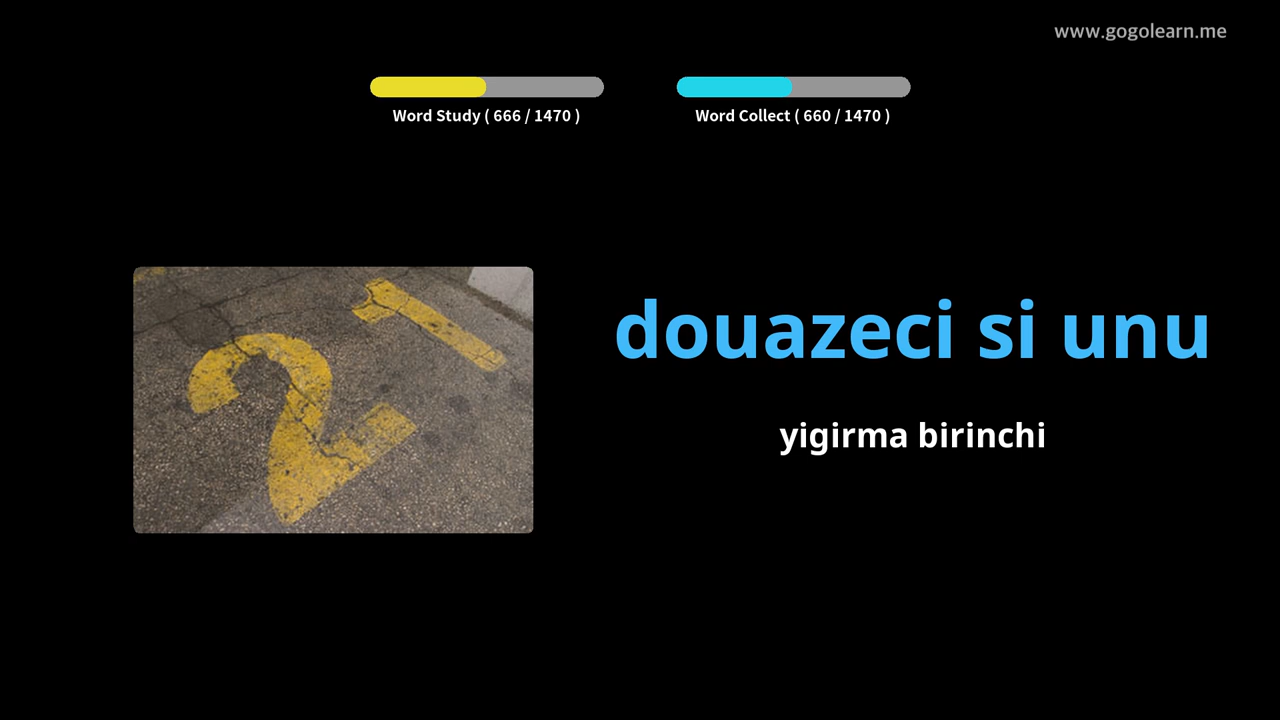 www.gogolearn.me
Word Study ( 666 / 1470 )
Word Collect ( 660 / 1470 )
21
douazeci si unu
yigirma birinchi